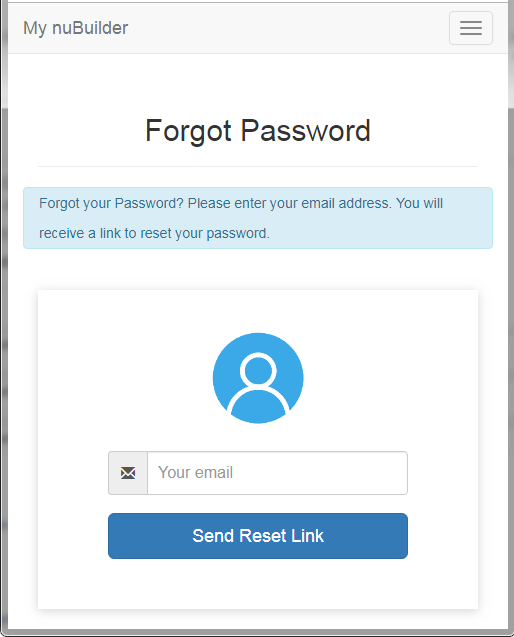 My nuBuilder
Forgot Password
Forgot your Password? Please enter your email address. You will
receive a link to reset your password.
Your email
Send Reset Link